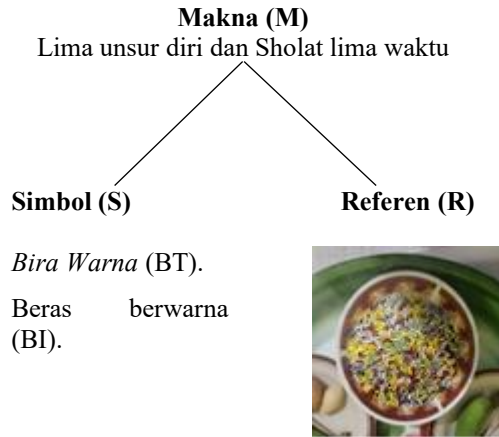 Makna (M)
Lima unsur diri dan Sholat lima waktu
Simbol (S)
Referen (R)
Bira Warna (BT).
Beras berwarna
(BI).